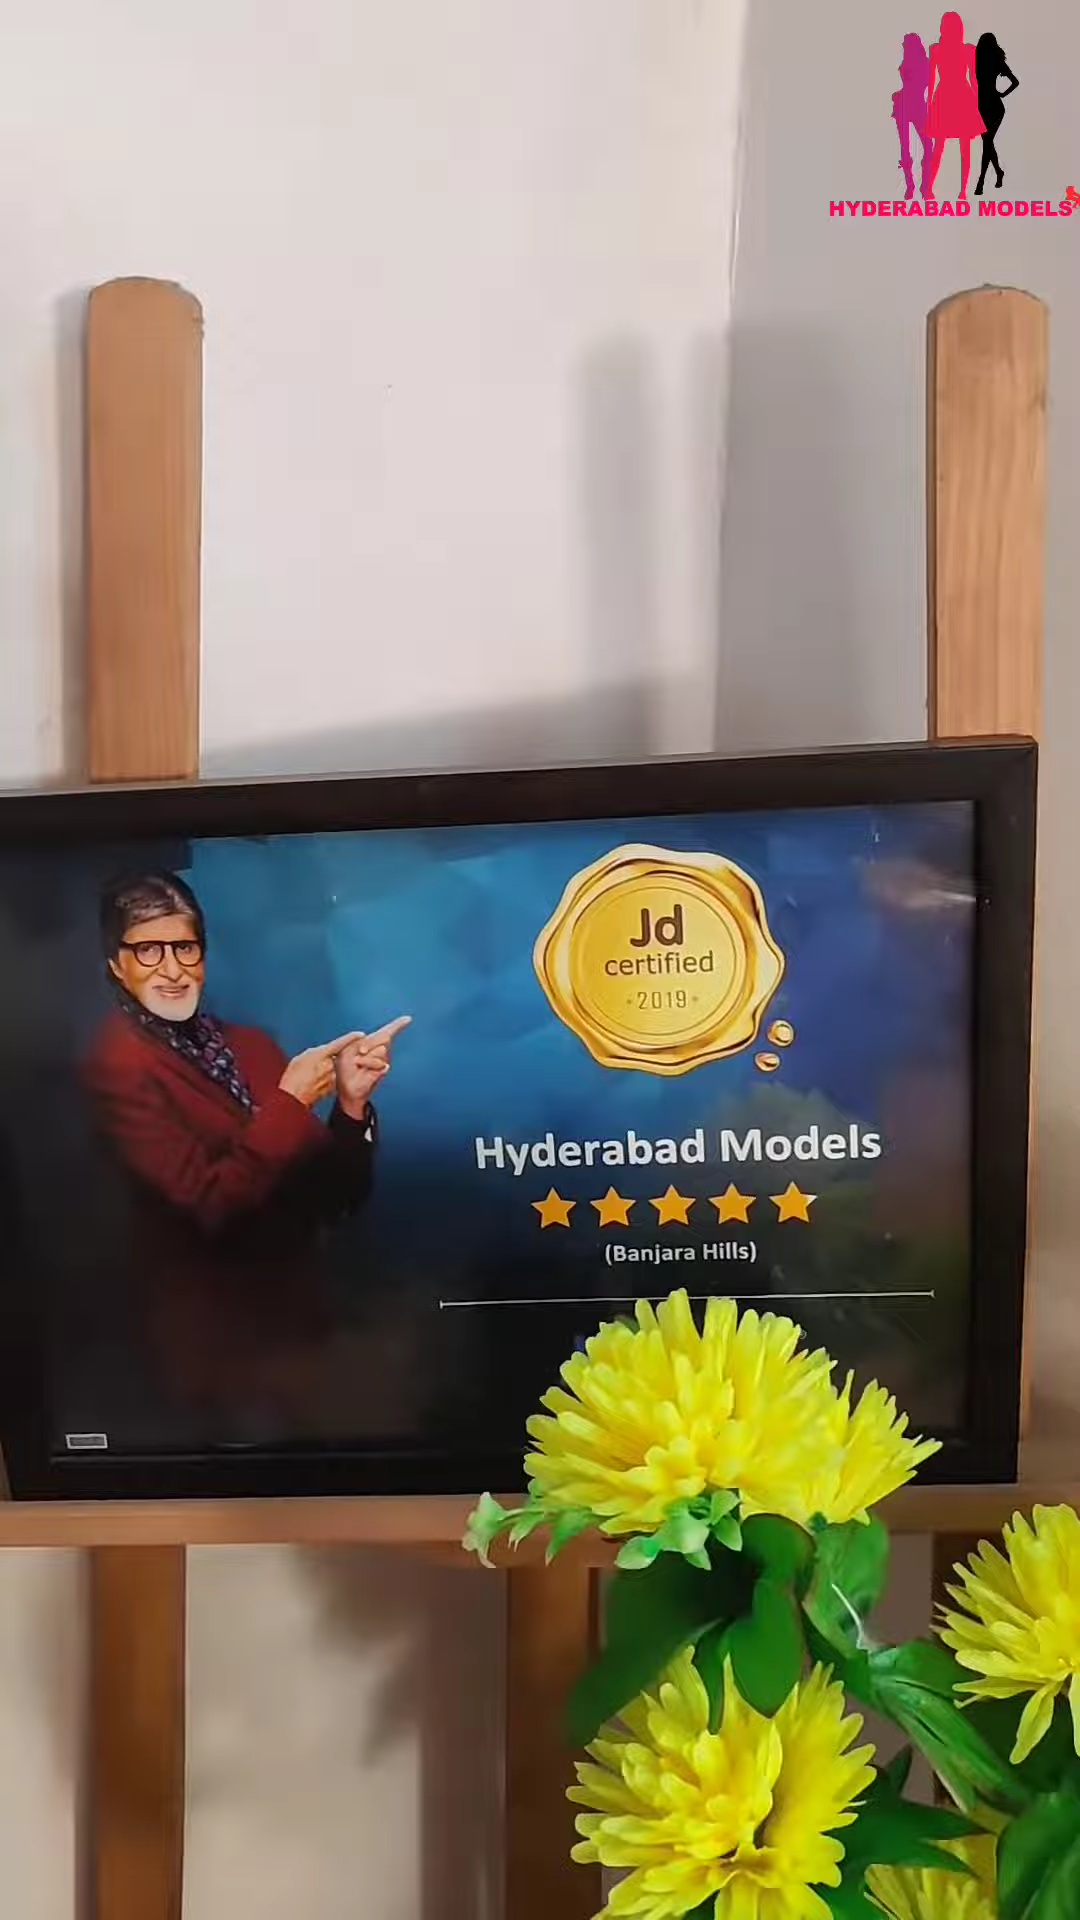 HYDERABAD MODELS
Jd
certified
2019
Hyderabad Models
(Banjara Hills)